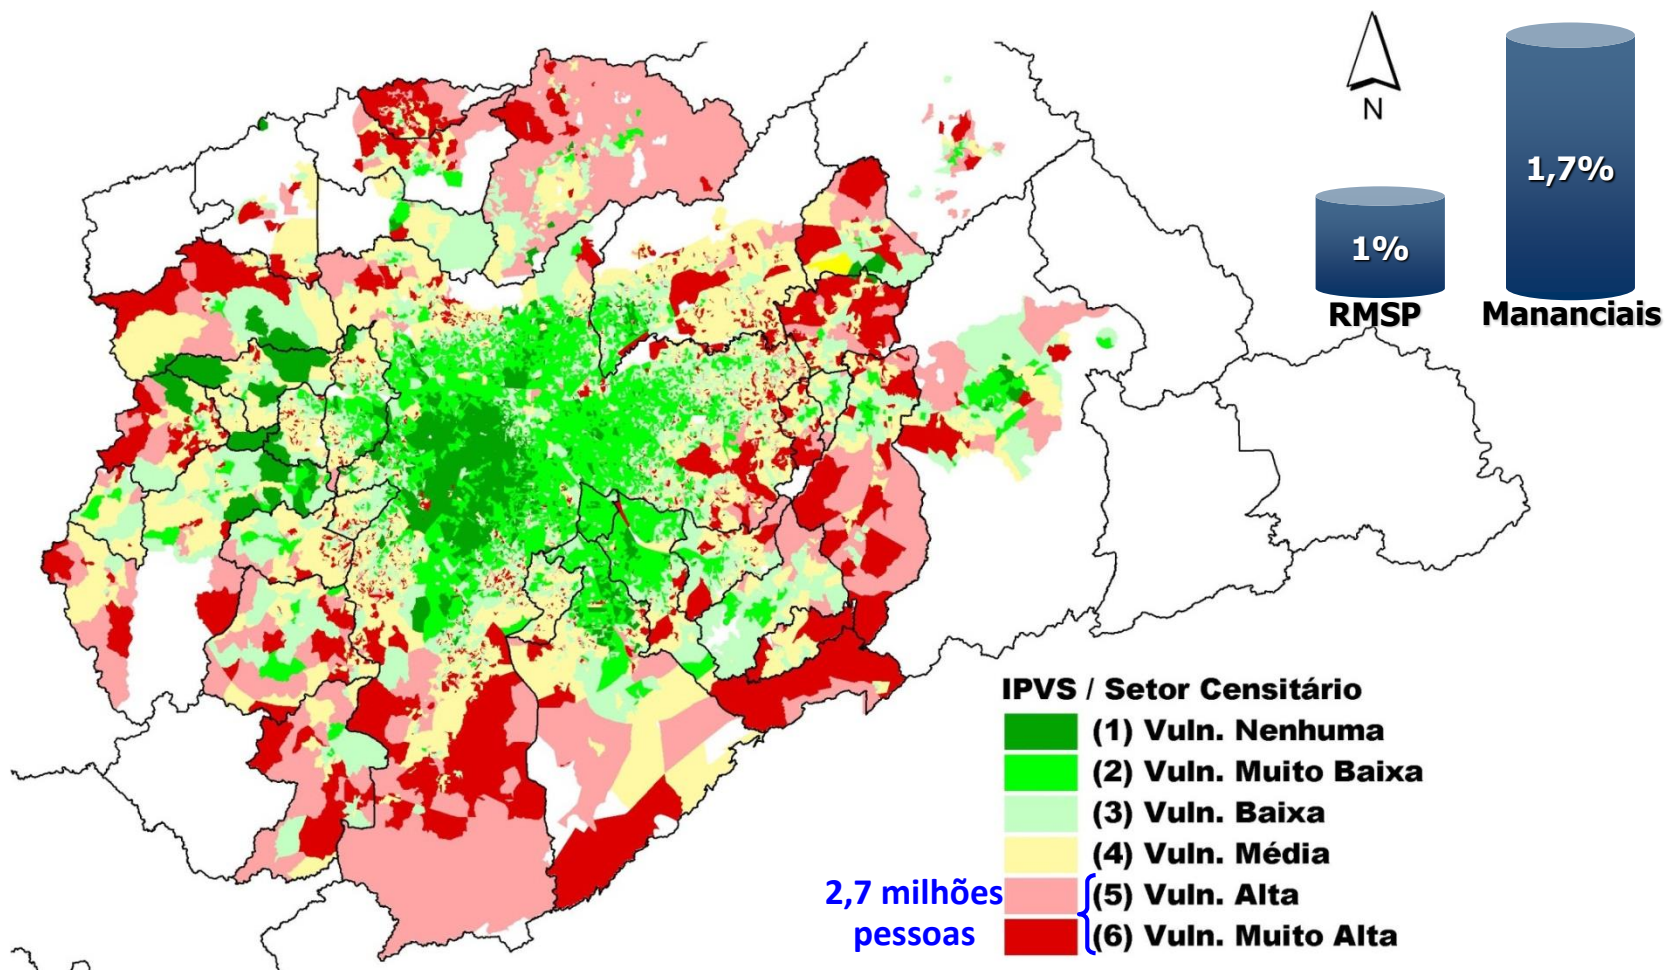 N
1,7%
1%
RMSP
Mananciais
IPVS / Setor Censitário
(1) Vuln. Nenhuma
(2) Vuln. Muito Baixa
(3) Vuln. Baixa
(4) Vuln. Média
(5) Vuln. Alta
(6) Vuln. Muito Alta
2,7 milhões
pessoas